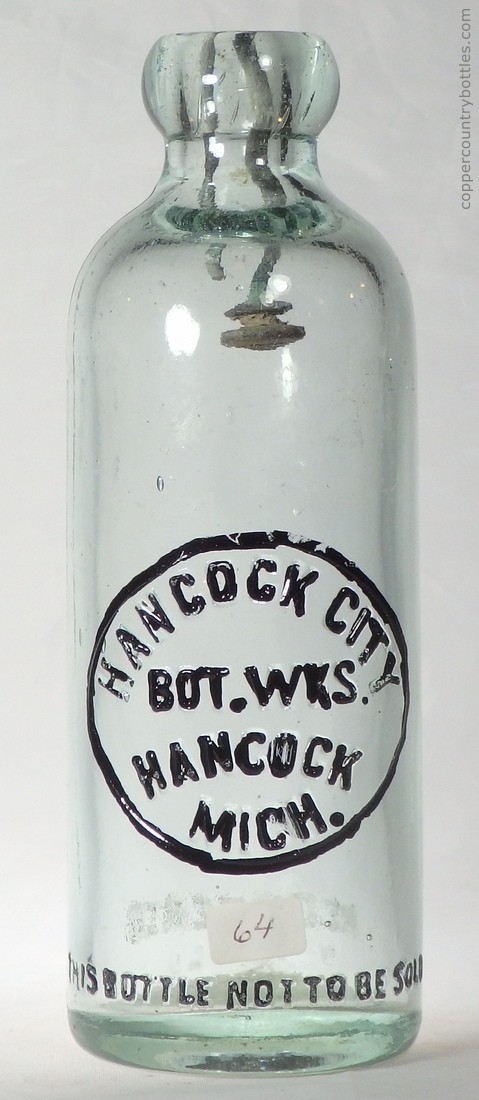 coppercountrybottles.com
HANCOCK CITY
BOT. WKS.
HANCOCK
MICH.
64
THIS BOTTLE NOT TO BE SOLD